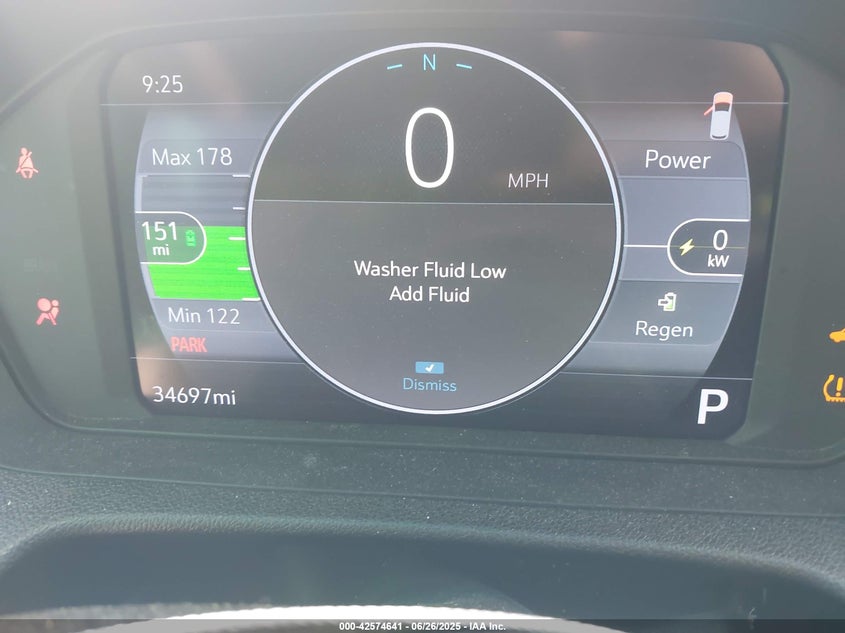 N
9:25
0
MPH
Max 178
Power
151
mi
0
kW
Washer Fluid Low
Add Fluid
Min 122
Regen
PARK
Dismiss
34697mi
P
000-42574641 - 06/26/2025 - IAA Inc.